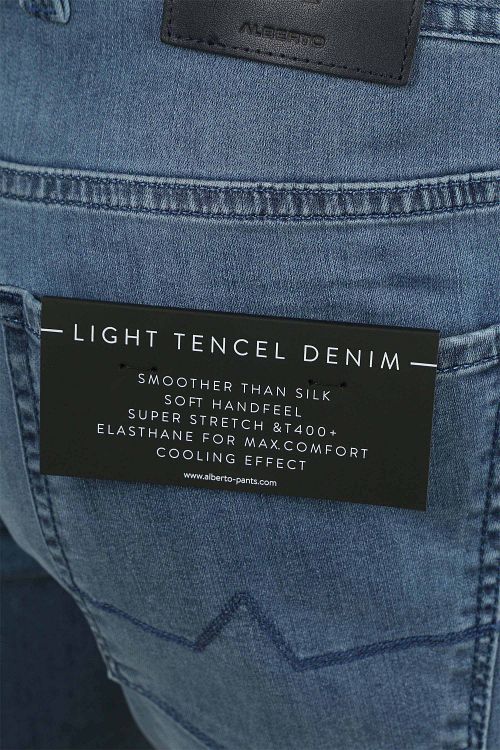 ALBERTO
LIGHT TENCEL DENIM
SMOOTHER THAN SILK
SOFT HANDFEEL
SUPER STRETCH &T400+
ELASTHANE FOR MAX.COMFORT
COOLING EFFECT
www.alberto-pants.com